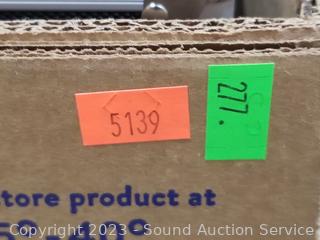 5139
277.
store product at
Copyright 2023 - Sound Auction Service